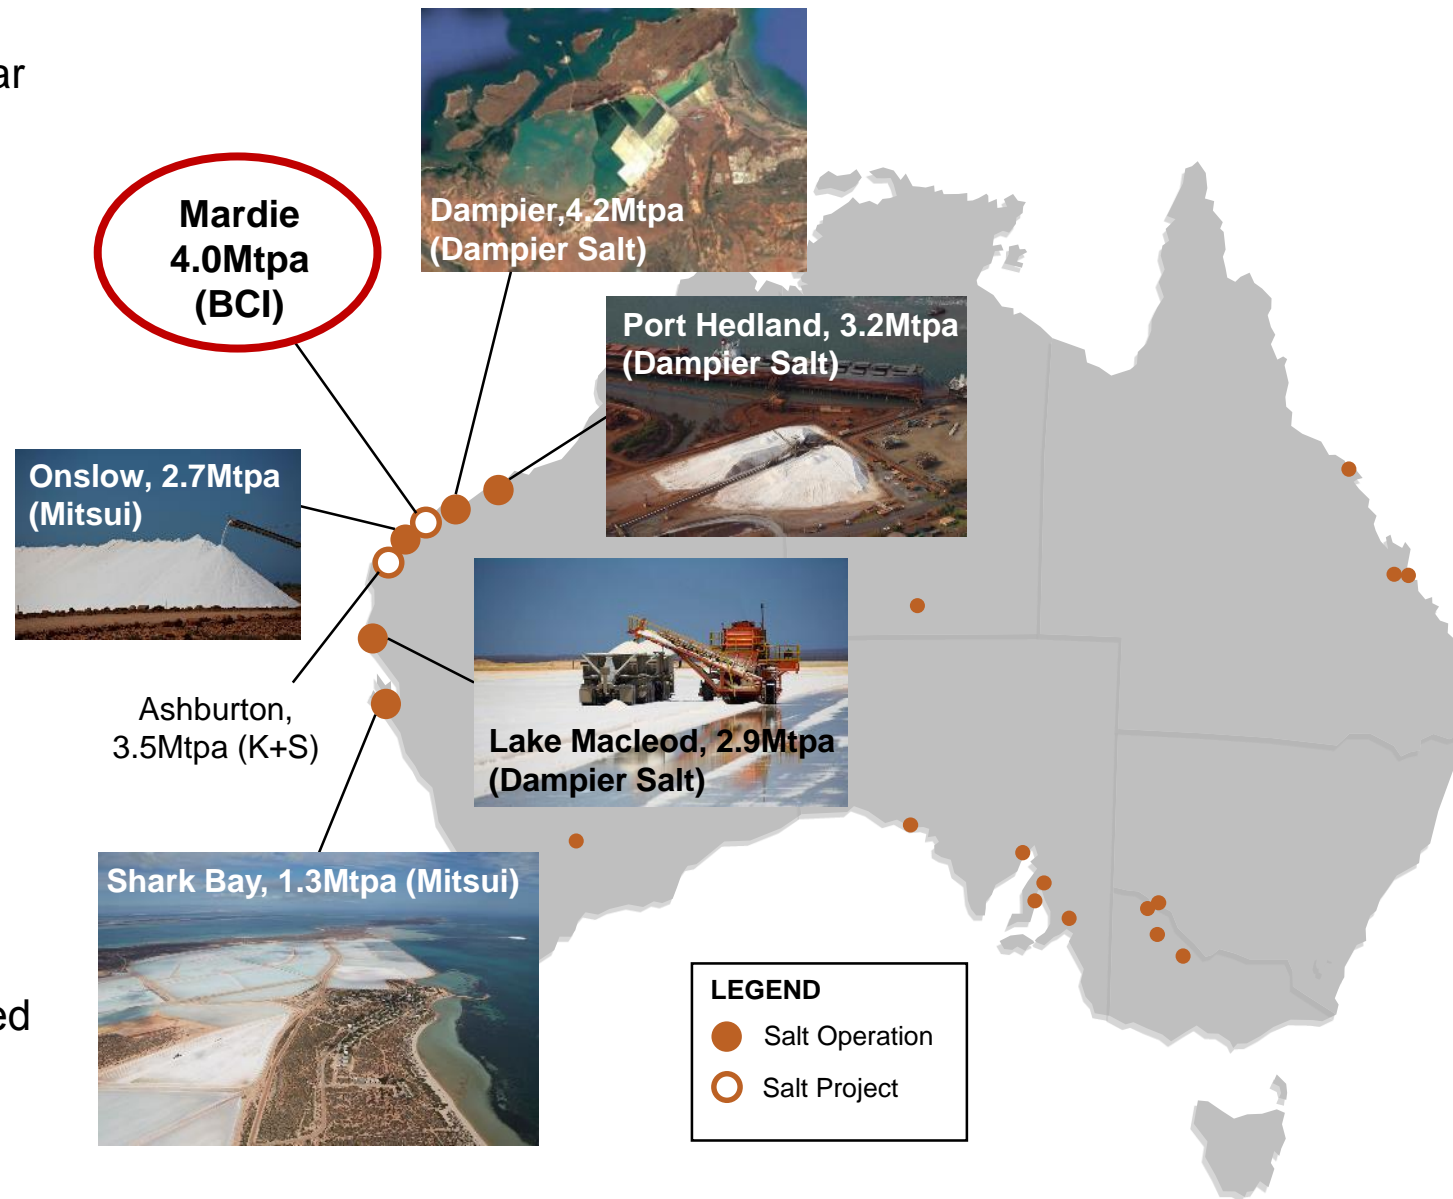 ar
Mardie
4.0Mtpa
(BCI)
Dampier,4.2Mtpa
(Dampier Salt)
Port Hedland, 3.2Mtpa
(Dampier Salt)
Onslow, 2.7Mtpa
(Mitsui)
Ashburton,
3.5Mtpa (K+S)
Lake Macleod, 2.9Mtpa
(Dampier Salt)
Shark Bay, 1.3Mtpa (Mitsui)
ed
LEGEND
Salt Operation
Salt Project